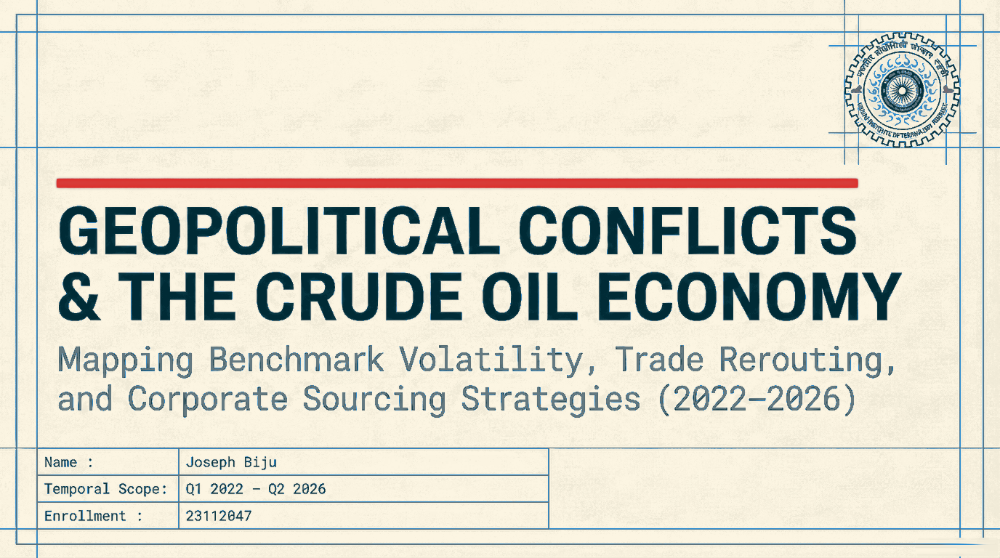 GEOPOLITICAL CONFLICTS
& THE CRUDE OIL ECONOMY
Mapping Benchmark Volatility, Trade Rerouting,
and Corporate Sourcing Strategies (2022–2026)
Name : Joseph Biju
Temporal Scope: Q1 2022 – Q2 2026
Enrollment : 23112047